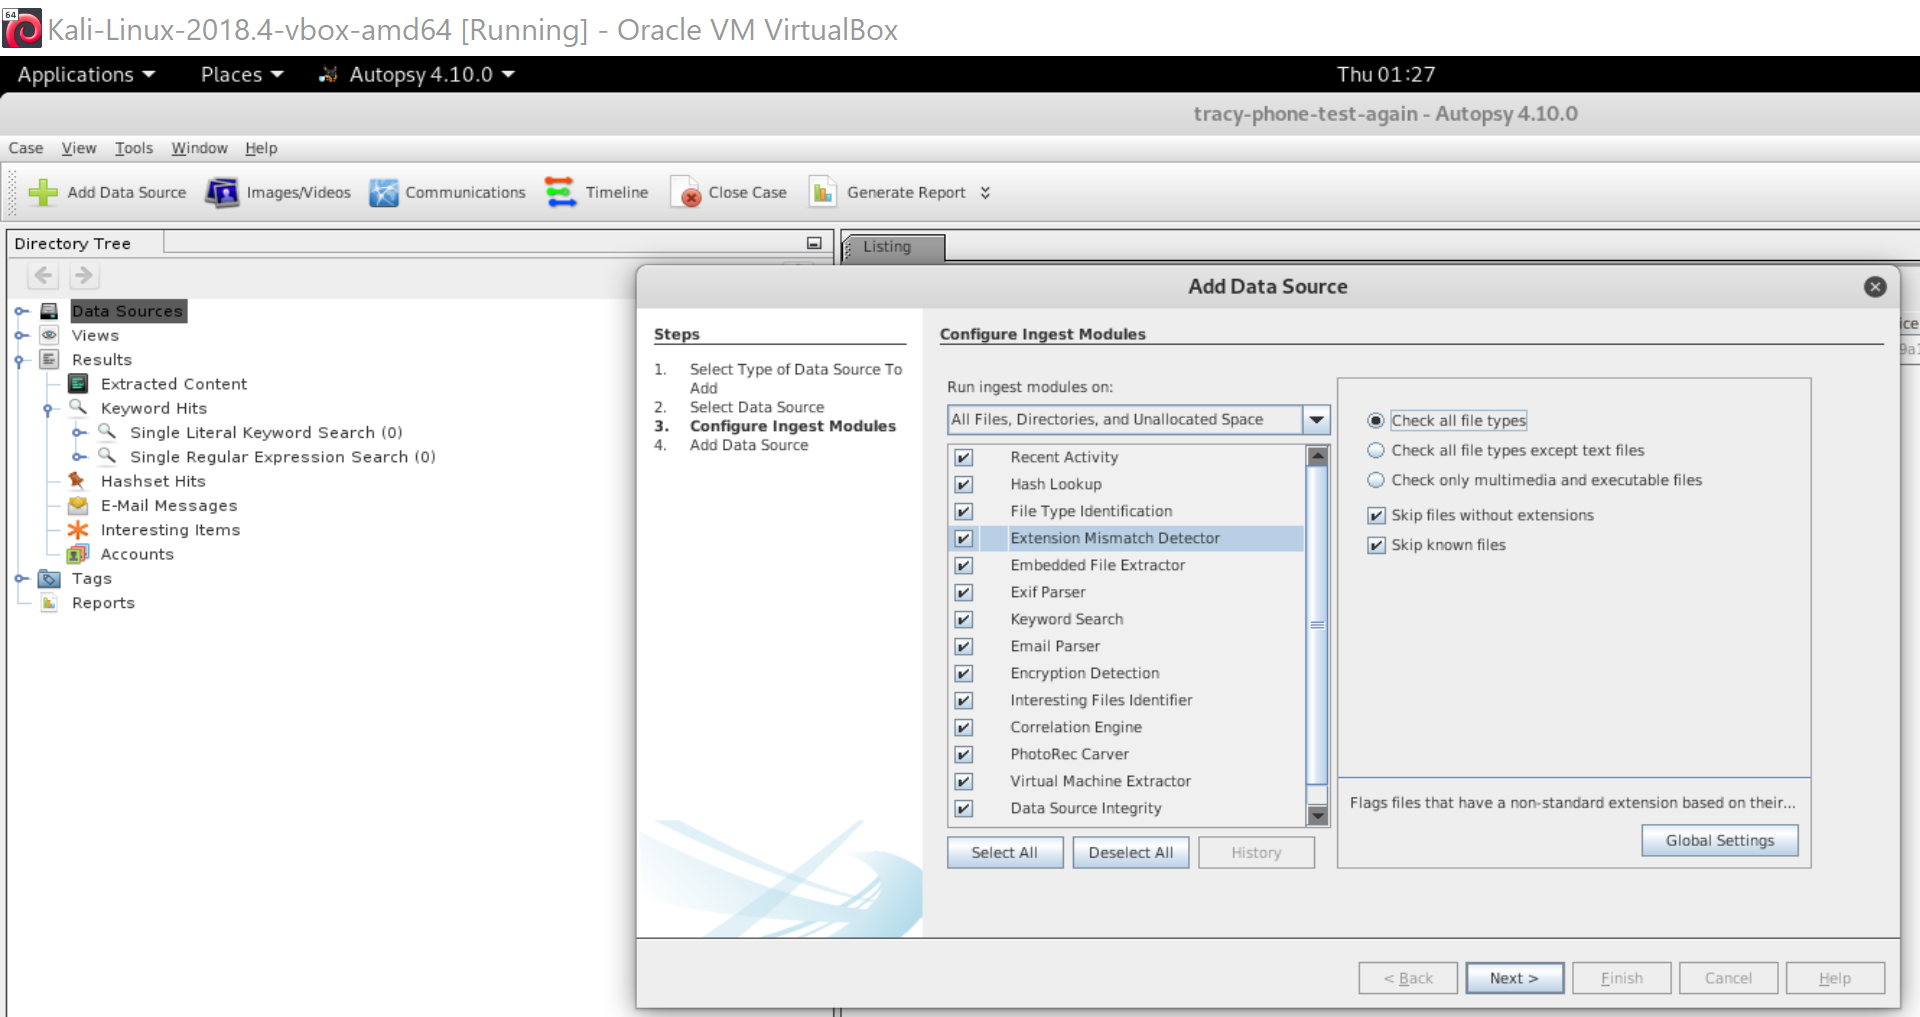 64
Kali-Linux-2018.4-vbox-amd64 [Running] - Oracle VM VirtualBox
Applications Places Autopsy 4.10.0 Thu 01:27
tracy-phone-test-again - Autopsy 4.10.0
Case View Tools Window Help
Add Data Source Images/Videos Communications Timeline Close Case Generate Report
Directory Tree
Data Sources
Views
Results
Extracted Content
Keyword Hits
Single Literal Keyword Search (0)
Single Regular Expression Search (0)
Hashset Hits
E-Mail Messages
Interesting Items
Accounts
Tags
Reports
Listing
Add Data Source
Steps
1. Select Type of Data Source To
Add
2. Select Data Source
3. Configure Ingest Modules
4. Add Data Source
Configure Ingest Modules
Run ingest modules on:
All Files, Directories, and Unallocated Space
Recent Activity
Hash Lookup
File Type Identification
Extension Mismatch Detector
Embedded File Extractor
Exif Parser
Keyword Search
Email Parser
Encryption Detection
Interesting Files Identifier
Correlation Engine
PhotoRec Carver
Virtual Machine Extractor
Data Source Integrity
Select All Deselect All History
Check all file types
Check all file types except text files
Check only multimedia and executable files
Skip files without extensions
Skip known files
Flags files that have a non-standard extension based on their...
Global Settings
< Back Next > Finish Cancel Help